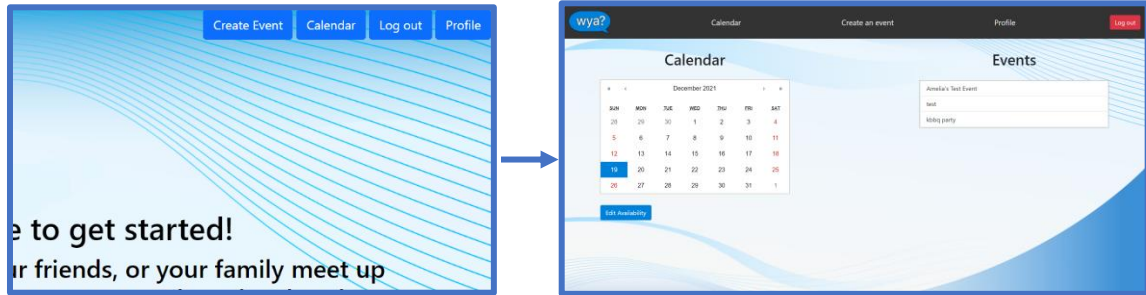 Create Event Calendar Log out Profile
e to get started!
ur friends, or your family meet up
wya? Calendar Create an event Profile Log out
Calendar
« ‹ December 2021 › »
SUN MON TUE WED THU FRI SAT
28 29 30 1 2 3 4
5 6 7 8 9 10 11
12 13 14 15 16 17 18
19 20 21 22 23 24 25
26 27 28 29 30 31 1
Edit Availability
Events
Amelia's Test Event
test
kbbq party